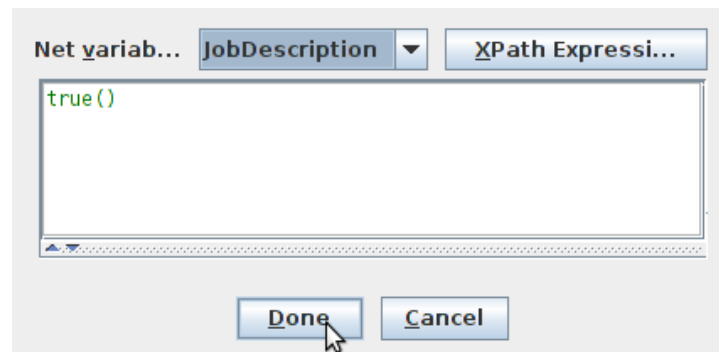 Net variab... JobDescription XPath Expressi...
true()
Done Cancel